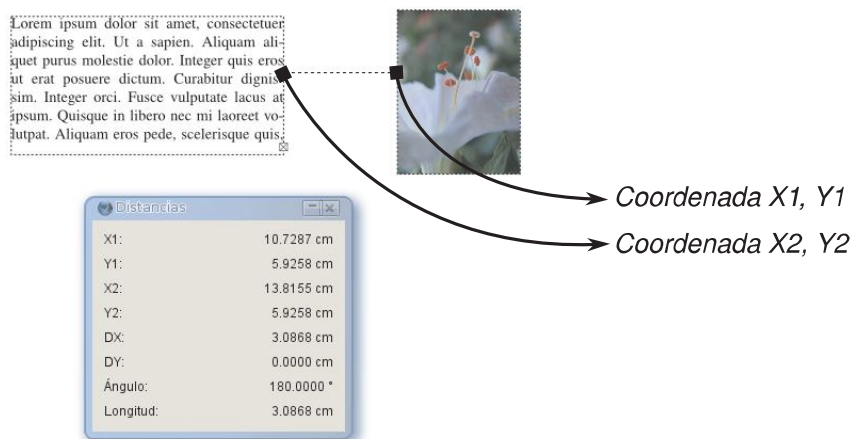 Lorem ipsum dolor sit amet, consectetuer
adipiscing elit. Ut a sapien. Aliquam ali-
quet purus molestie dolor. Integer quis eros
ut erat posuere dictum. Curabitur dignis-
sim. Integer orci. Fusce vulputate lacus at
ipsum. Quisque in libero nec mi laoreet vo-
lutpat. Aliquam eros pede, scelerisque quis,
Coordenada X1, Y1
Coordenada X2, Y2
Distancias
X1: 10.7287 cm
Y1: 5.9258 cm
X2: 13.8155 cm
Y2: 5.9258 cm
DX: 3.0868 cm
DY: 0.0000 cm
Ángulo: 180.0000 °
Longitud: 3.0868 cm